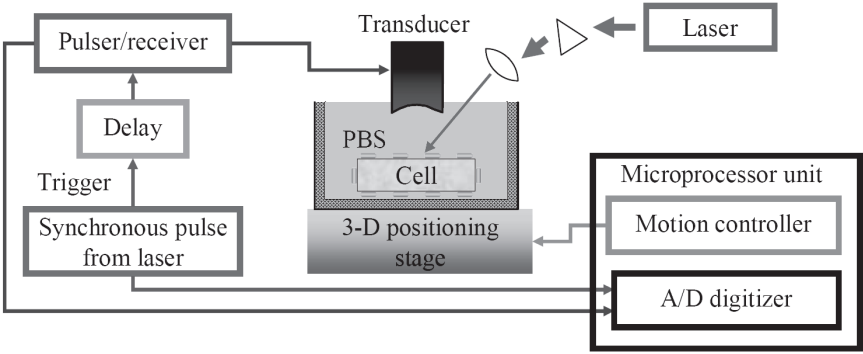 Transducer
Laser
Pulser/receiver
Delay
PBS
Cell
Trigger
Microprocessor unit
Synchronous pulse
from laser
3-D positioning
stage
Motion controller
A/D digitizer